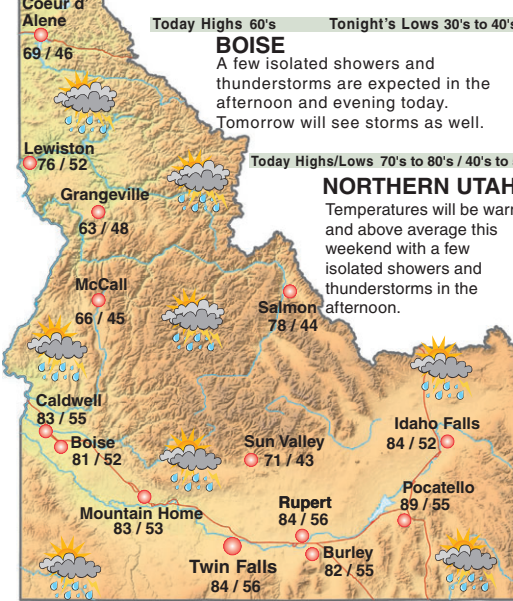 Coeur d'
Alene
69 / 46
Today Highs 60's Tonight's Lows 30's to 40's
BOISE
A few isolated showers and
thunderstorms are expected in the
afternoon and evening today.
Tomorrow will see storms as well.
Lewiston
76 / 52
Today Highs/Lows 70's to 80's / 40's to
Grangeville
63 / 48
NORTHERN UTAH
Temperatures will be warm
and above average this
weekend with a few
isolated showers and
thunderstorms in the
afternoon.
McCall
66 / 45
Salmon
78 / 44
Caldwell
83 / 55
Boise
81 / 52
Sun Valley
71 / 43
Idaho Falls
84 / 52
Mountain Home
83 / 53
Rupert
84 / 56
Pocatello
89 / 55
Twin Falls
84 / 56
Burley
82 / 55